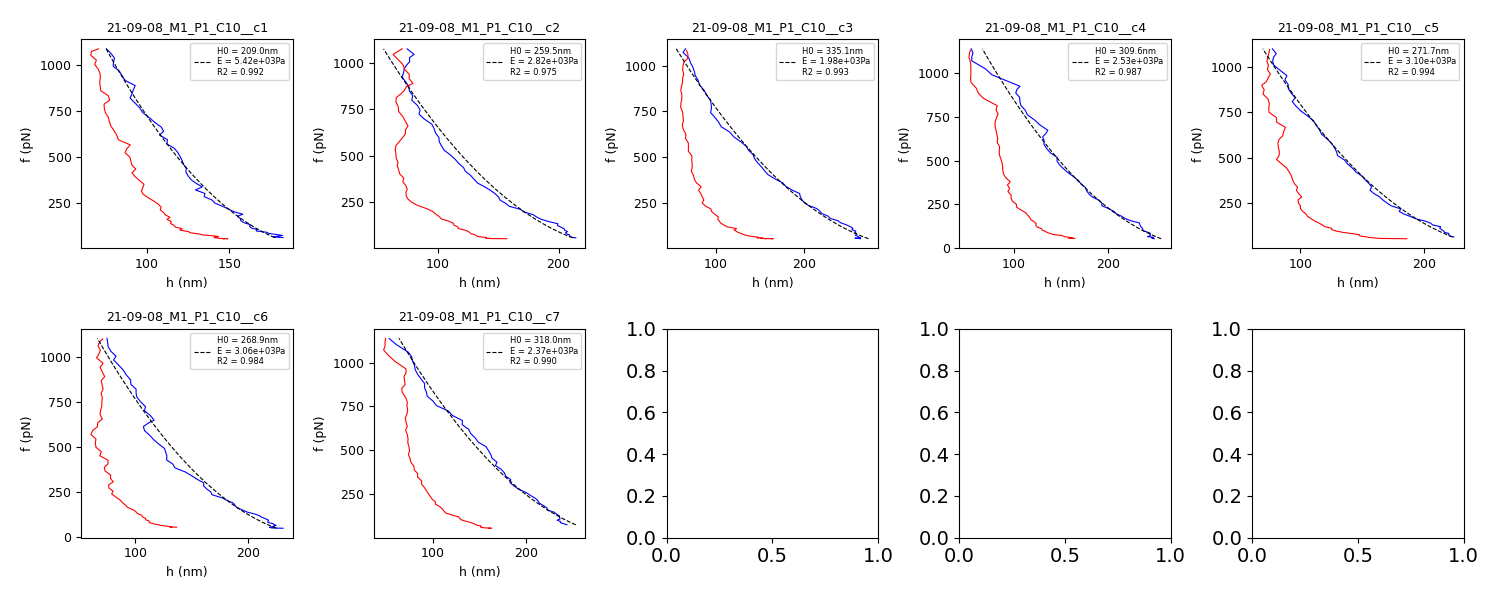 21-09-08_M1_P1_C10__c1
H0 = 209.0nm
E = 5.42e+03Pa
R2 = 0.992
1000
750
500
250
f (pN)
100 150
h (nm)
21-09-08_M1_P1_C10__c2
H0 = 259.5nm
E = 2.82e+03Pa
R2 = 0.975
1000
750
500
250
f (pN)
100 200
h (nm)
21-09-08_M1_P1_C10__c3
H0 = 335.1nm
E = 1.98e+03Pa
R2 = 0.993
1000
750
500
250
f (pN)
100 200
h (nm)
21-09-08_M1_P1_C10__c4
H0 = 309.6nm
E = 2.53e+03Pa
R2 = 0.987
1000
750
500
250
0
f (pN)
100 200
h (nm)
21-09-08_M1_P1_C10__c5
H0 = 271.7nm
E = 3.10e+03Pa
R2 = 0.994
1000
750
500
250
f (pN)
100 200
h (nm)
21-09-08_M1_P1_C10__c6
H0 = 268.9nm
E = 3.06e+03Pa
R2 = 0.984
1000
750
500
250
0
f (pN)
100 200
h (nm)
21-09-08_M1_P1_C10__c7
H0 = 318.0nm
E = 2.37e+03Pa
R2 = 0.990
1000
750
500
250
f (pN)
100 200
h (nm)
1.0
0.8
0.6
0.4
0.2
0.0
0.0 0.5 1.0
1.0
0.8
0.6
0.4
0.2
0.0
0.0 0.5 1.0
1.0
0.8
0.6
0.4
0.2
0.0
0.0 0.5 1.0